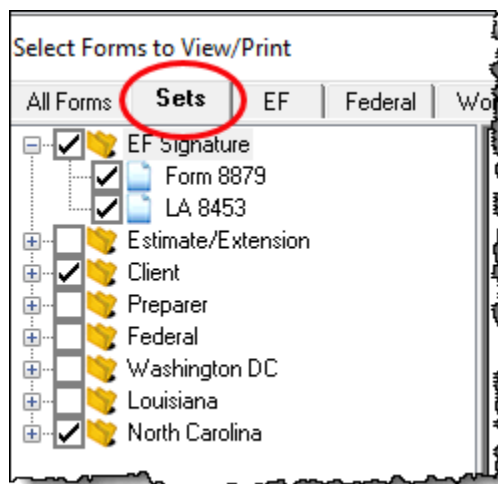 Select Forms to View/Print
All Forms Sets EF Federal
EF Signature
Form 8879
LA 8453
Estimate/Extension
Client
Preparer
Federal
Washington DC
Louisiana
North Carolina